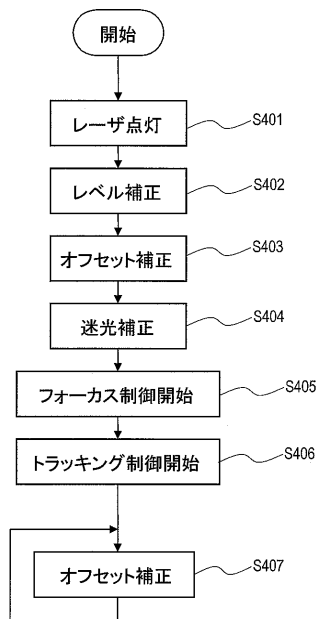 開始
レーザ点灯
S401
レベル補正
S402
オフセット補正
S403
迷光補正
S404
フォーカス制御開始
S405
トラッキング制御開始
S406
オフセット補正
S407